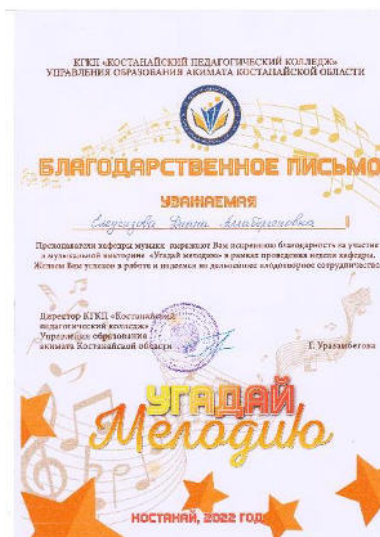 КГКП «КОСТАНАЙСКИЙ ПЕДАГОГИЧЕСКИЙ КОЛЛЕДЖ»
УПРАВЛЕНИЯ ОБРАЗОВАНИЯ АКИМАТА КОСТАНАЙСКОЙ ОБЛАСТИ
БЛАГОДАРСТВЕННОЕ ПИСЬМО
УВАЖАЕМАЯ
Преподаватели кафедры музыки выражают Вам искреннюю благодарность за участие
в музыкальной викторине «Угадай мелодию» в рамках проведения недели кафедры.
Желаем Вам успехов в работе и надеемся на дальнейшее плодотворное сотрудничество
Директор КГКП «Костанайский
педагогический колледж»
Управления образования
акимата Костанайской области
Г. Уразамбетова
УГАДАЙ
Мелодию
КОСТАНАЙ, 2022 ГОД